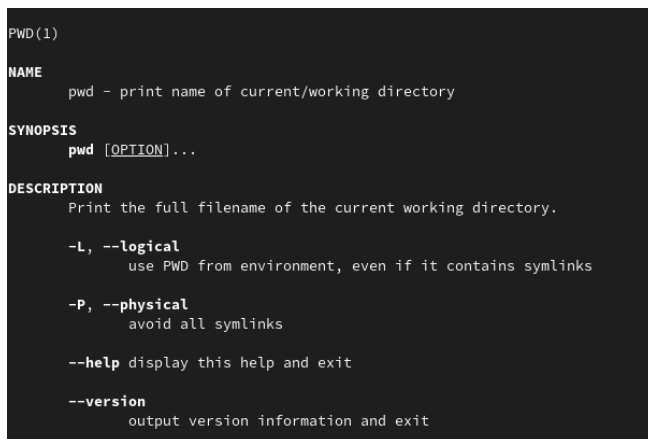 PWD(1)
NAME
pwd - print name of current/working directory
SYNOPSIS
pwd [OPTION]...
DESCRIPTION
Print the full filename of the current working directory.
-L, --logical
use PWD from environment, even if it contains symlinks
-P, --physical
avoid all symlinks
--help display this help and exit
--version
output version information and exit